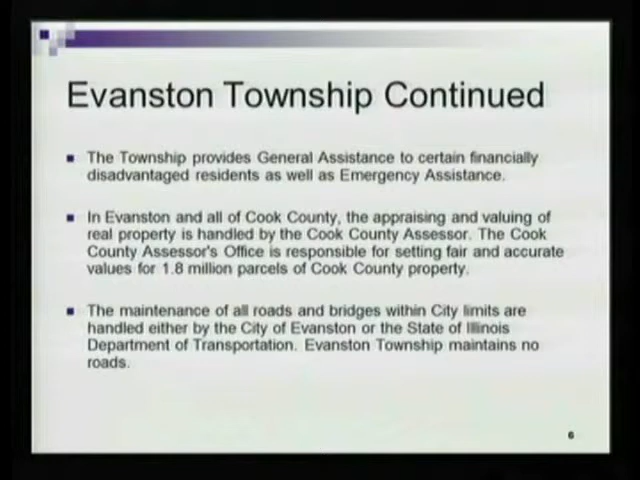 Evanston Township Continued
The Township provides General Assistance to certain financially
disadvantaged residents as well as Emergency Assistance.
In Evanston and all of Cook County, the appraising and valuing of
real property is handled by the Cook County Assessor. The Cook
County Assessor's Office is responsible for setting fair and accurate
values for 1.8 million parcels of Cook County property.
The maintenance of all roads and bridges within City limits are
handled either by the City of Evanston or the State of Illinois
Department of Transportation. Evanston Township maintains no
roads.
6